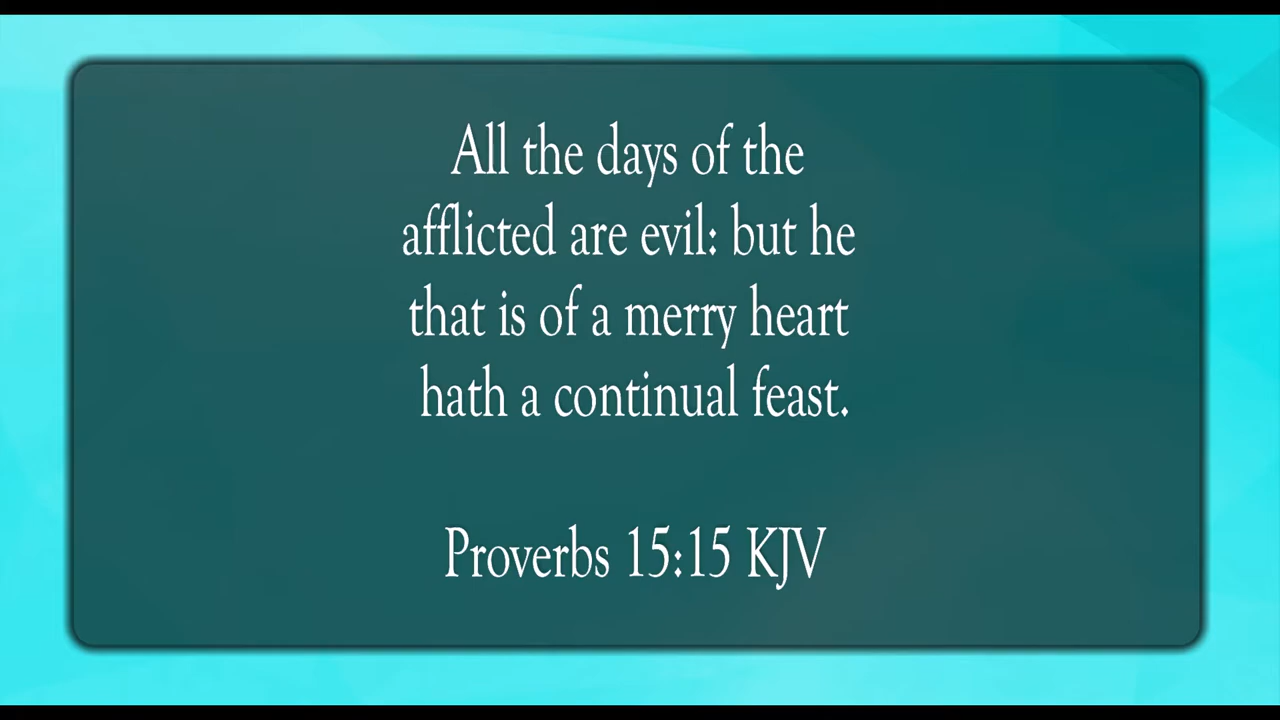 All the days of the
afflicted are evil: but he
that is of a merry heart
hath a continual feast.
Proverbs 15:15 KJV